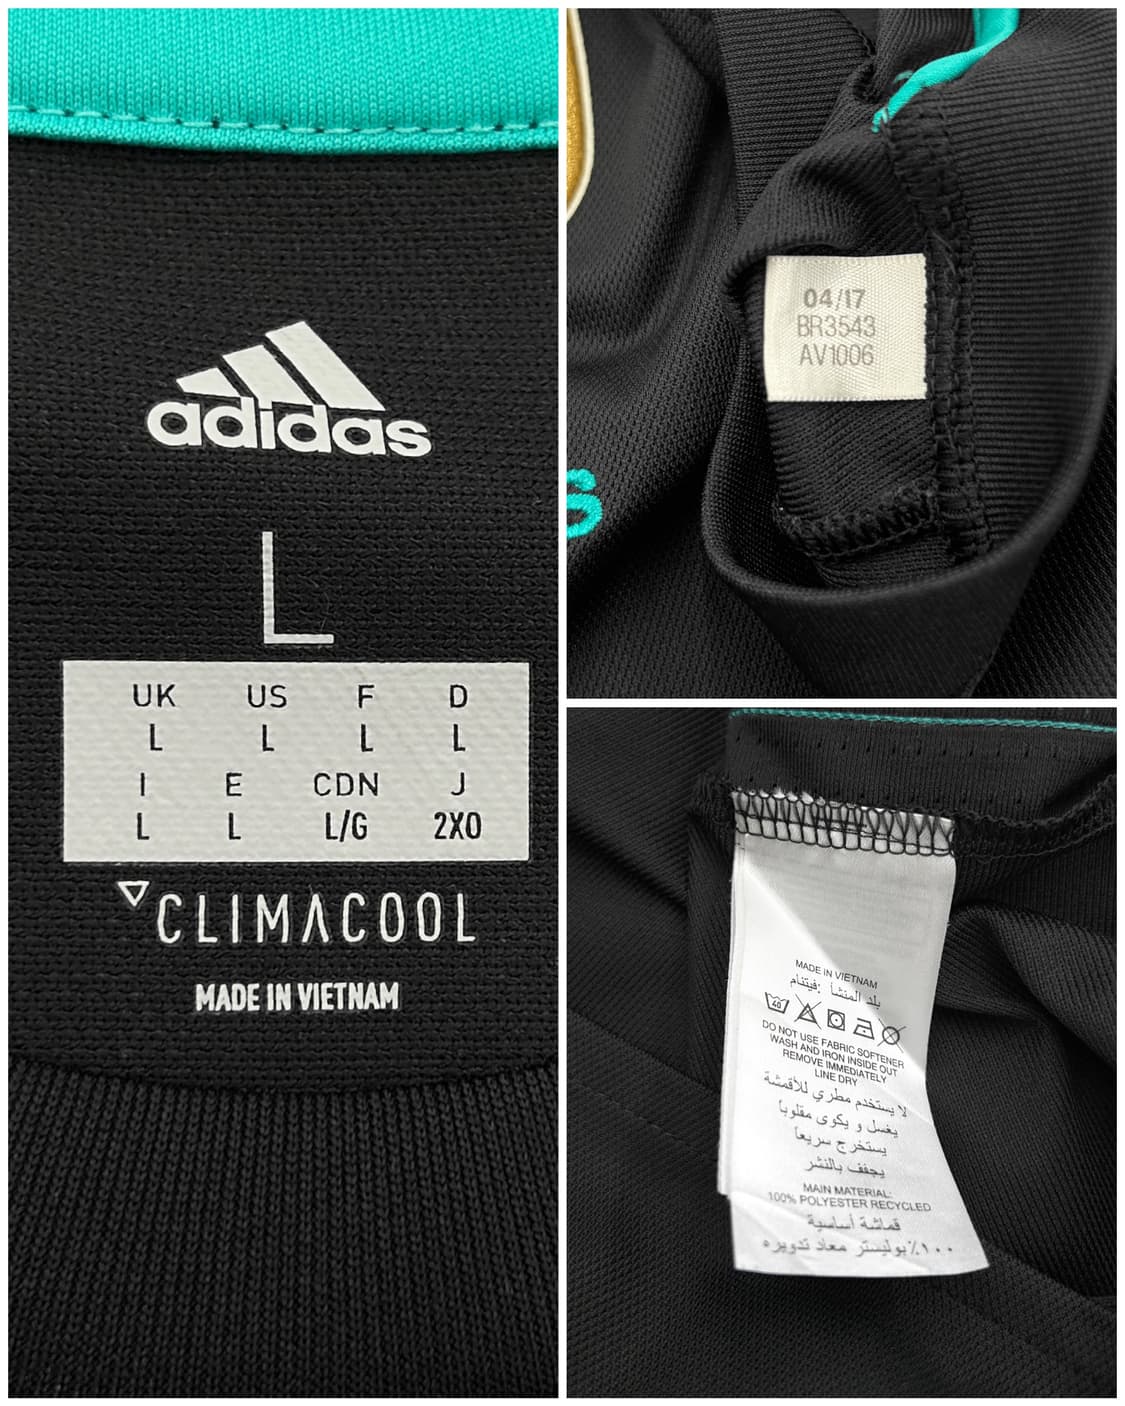 adidas
L
UK US F D
L L L L
I E CDN J
L L L/G 2XO
CLIMACOOL
MADE IN VIETNAM
04/17
BR3543
AV1006
S
MADE IN VIETNAM
بلد المنشأ :فيتنام
40
DO NOT USE FABRIC SOFTENER
WASH AND IRON INSIDE OUT
REMOVE IMMEDIATELY
LINE DRY
لا يستخدم مطري للأقمشة
يغسل و يكوى مقلوباً
يستخرج سريعاً
يجفف بالنشر
MAIN MATERIAL:
100% POLYESTER RECYCLED
قماشة أساسية
١٠٠٪ بوليستر معاد تدويره